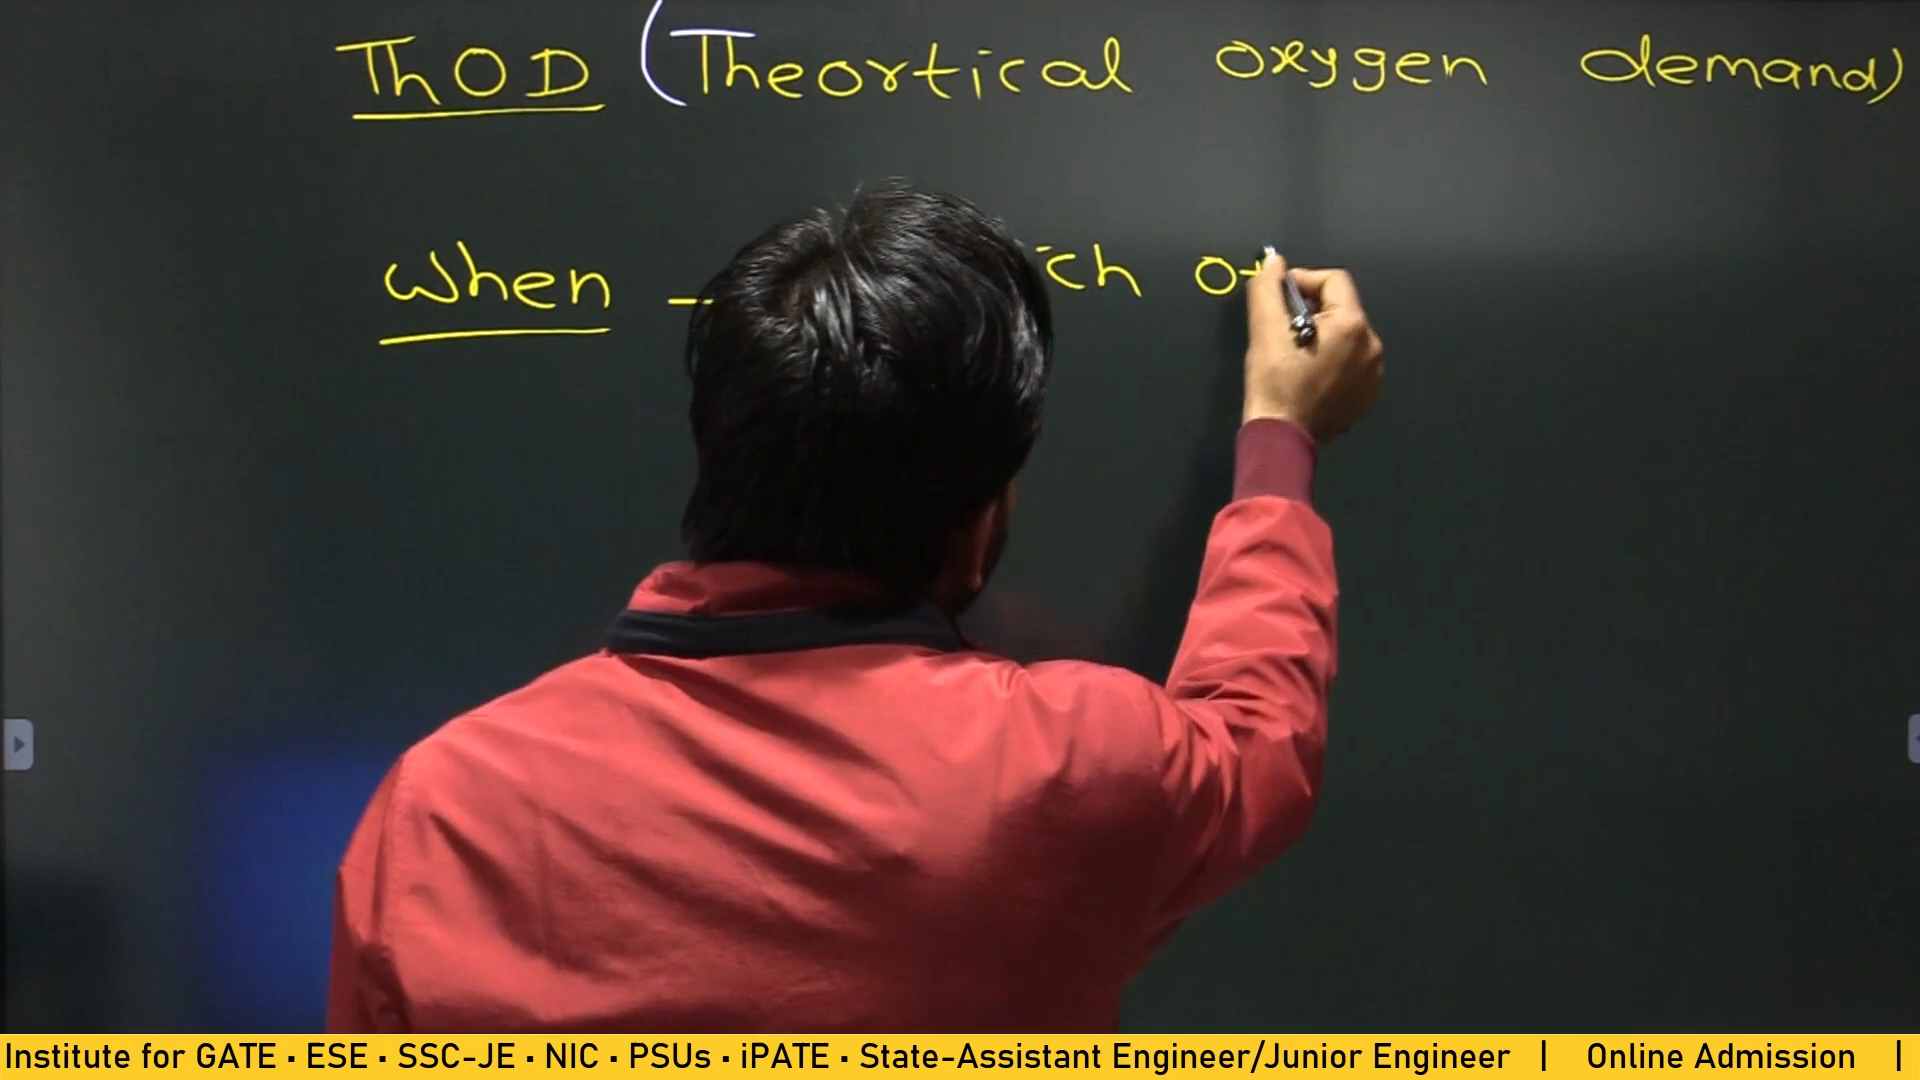 ThOD (Theortical oxygen demand)
when -
Institute for GATE ▪ ESE ▪ SSC-JE ▪ NIC ▪ PSUs ▪ iPATE ▪ State-Assistant Engineer/Junior Engineer | Online Admission |